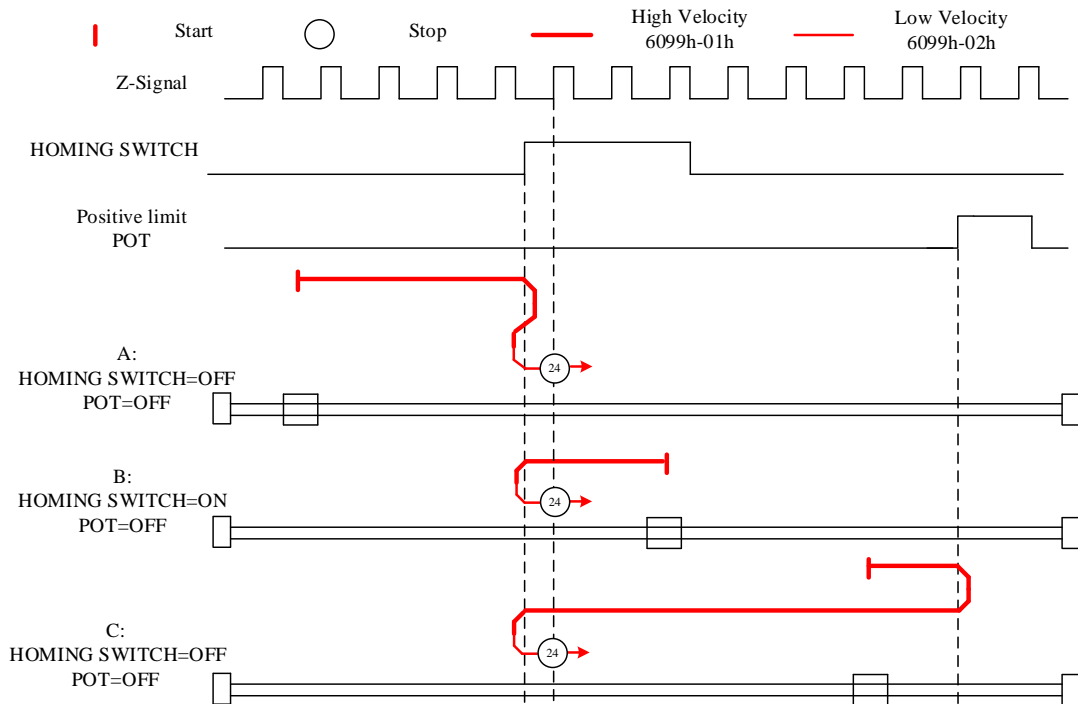 Start
Stop
High Velocity
6099h-01h
Low Velocity
6099h-02h
Z-Signal
HOMING SWITCH
Positive limit
POT
24
A:
HOMING SWITCH=OFF
POT=OFF
24
B:
HOMING SWITCH=ON
POT=OFF
24
C:
HOMING SWITCH=OFF
POT=OFF